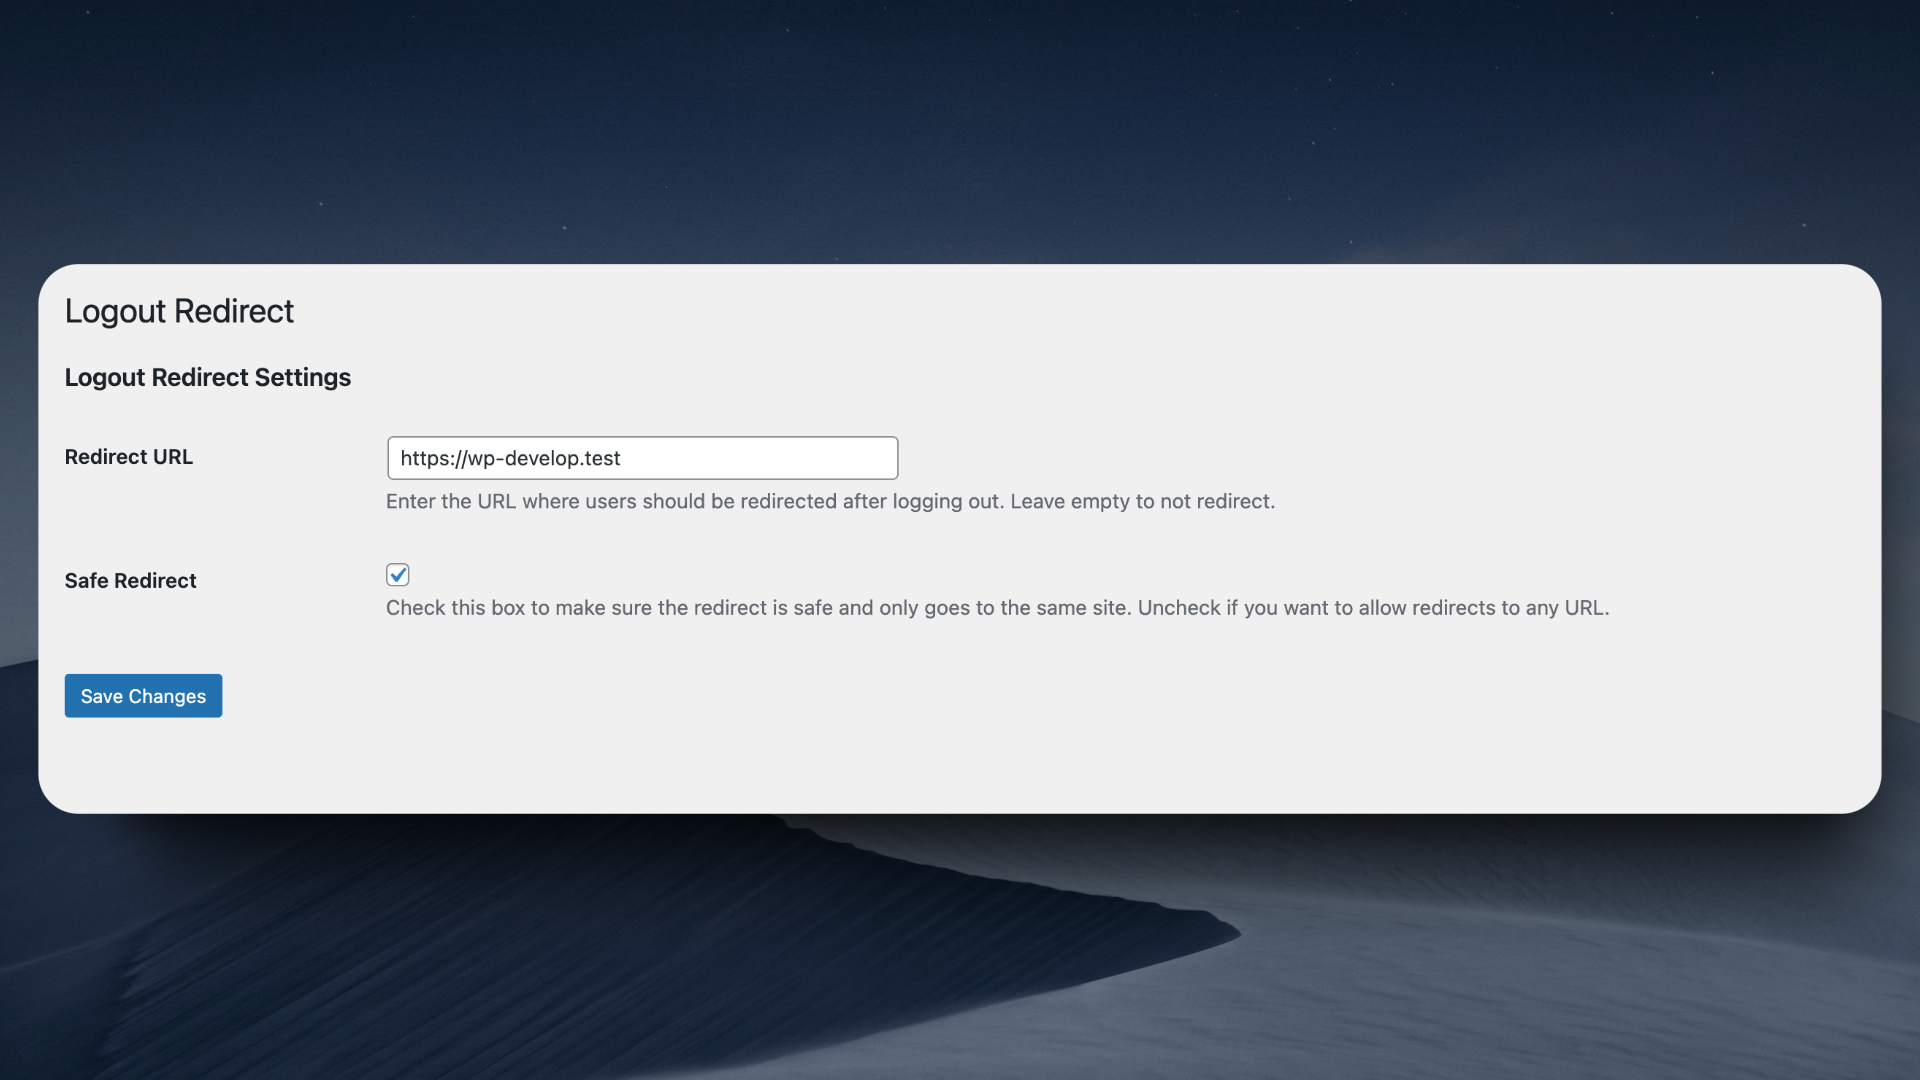 Logout Redirect
Logout Redirect Settings
Redirect URL
https://wp-develop.test
Enter the URL where users should be redirected after logging out. Leave empty to not redirect.
Safe Redirect
Check this box to make sure the redirect is safe and only goes to the same site. Uncheck if you want to allow redirects to any URL.
Save Changes